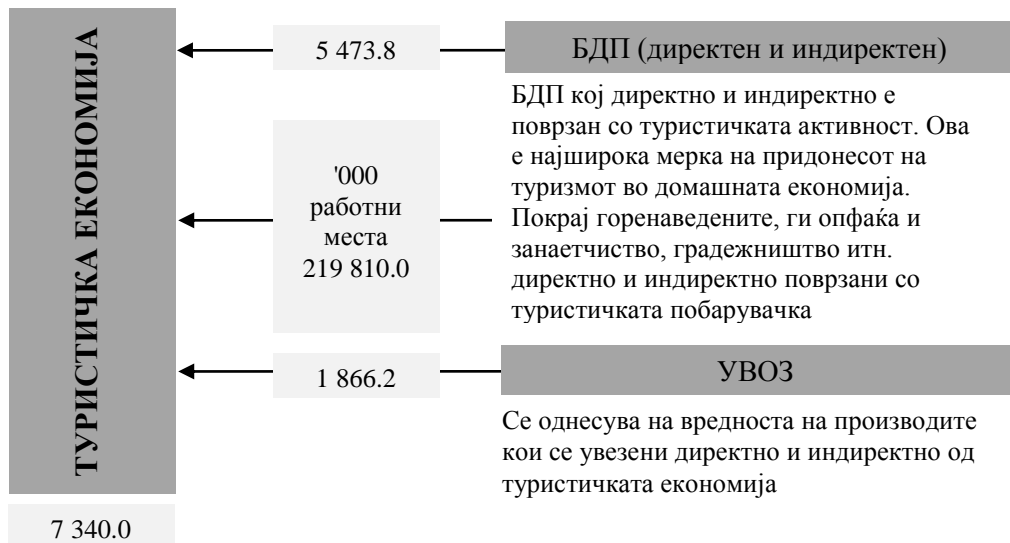 ТУРИСТИЧКА ЕКОНОМИЈА
5 473.8
БДП (директен и индиректен)
БДП кој директно и индиректно е
поврзан со туристичката активност. Ова
е најширока мерка на придонесот на
туризмот во домашната економија.
Покрај горенаведените, ги опфаќа и
занаетчиство, градежништво итн.
директно и индиректно поврзани со
туристичката побарувачка
'000
работни
места
219 810.0
1 866.2
УВОЗ
Се однесува на вредноста на производите
кои се увезени директно и индиректно од
туристичката економија
7 340.0